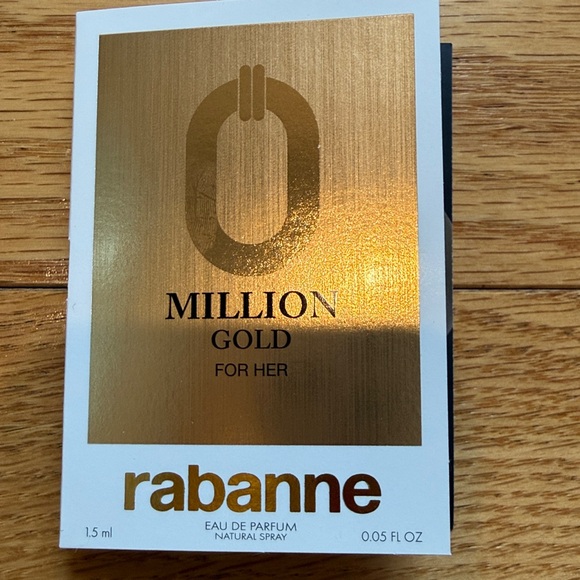 MILLION
GOLD
FOR HER
rabanne
EAU DE PARFUM
1.5 ml NATURAL SPRAY 0.05 FL OZ